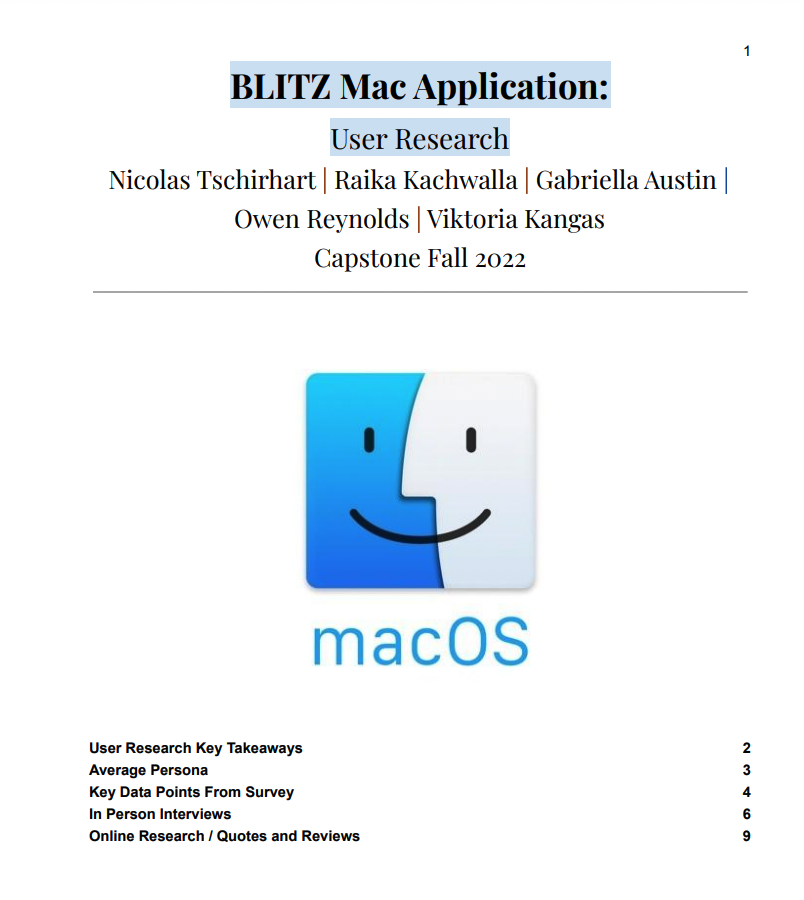 1
BLITZ Mac Application:
User Research
Nicolas Tschirhart | Raika Kachwalla | Gabriella Austin |
Owen Reynolds | Viktoria Kangas
Capstone Fall 2022
macOS
User Research Key Takeaways 2
Average Persona 3
Key Data Points From Survey 4
In Person Interviews 6
Online Research / Quotes and Reviews 9